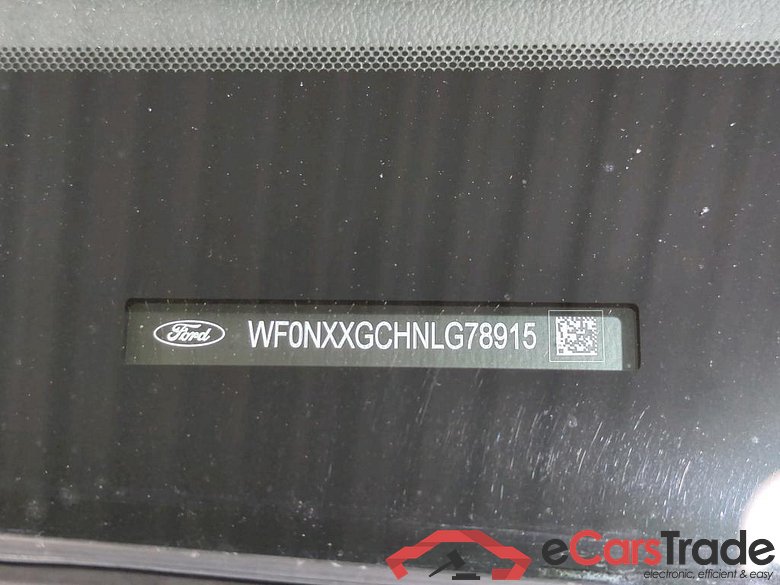 Ford WF0NXXGCHNLG78915
eCarsTrade
electronic, efficient & easy